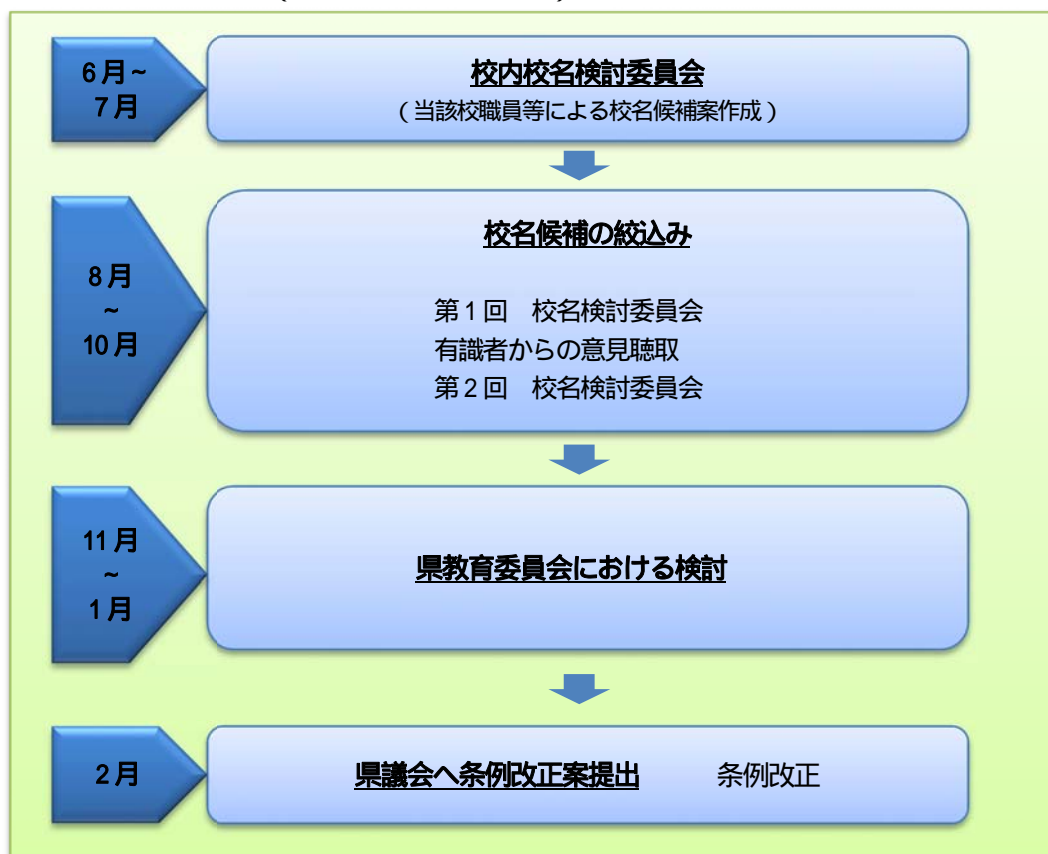 6月~
7月
校内校名検討委員会
（当該校職員等による校名候補案作成）
8月
~
10月
校名候補の絞込み
第1回　校名検討委員会
有識者からの意見聴取
第2回　校名検討委員会
11月
~
1月
県教育委員会における検討
2月
県議会へ条例改正案提出　　条例改正